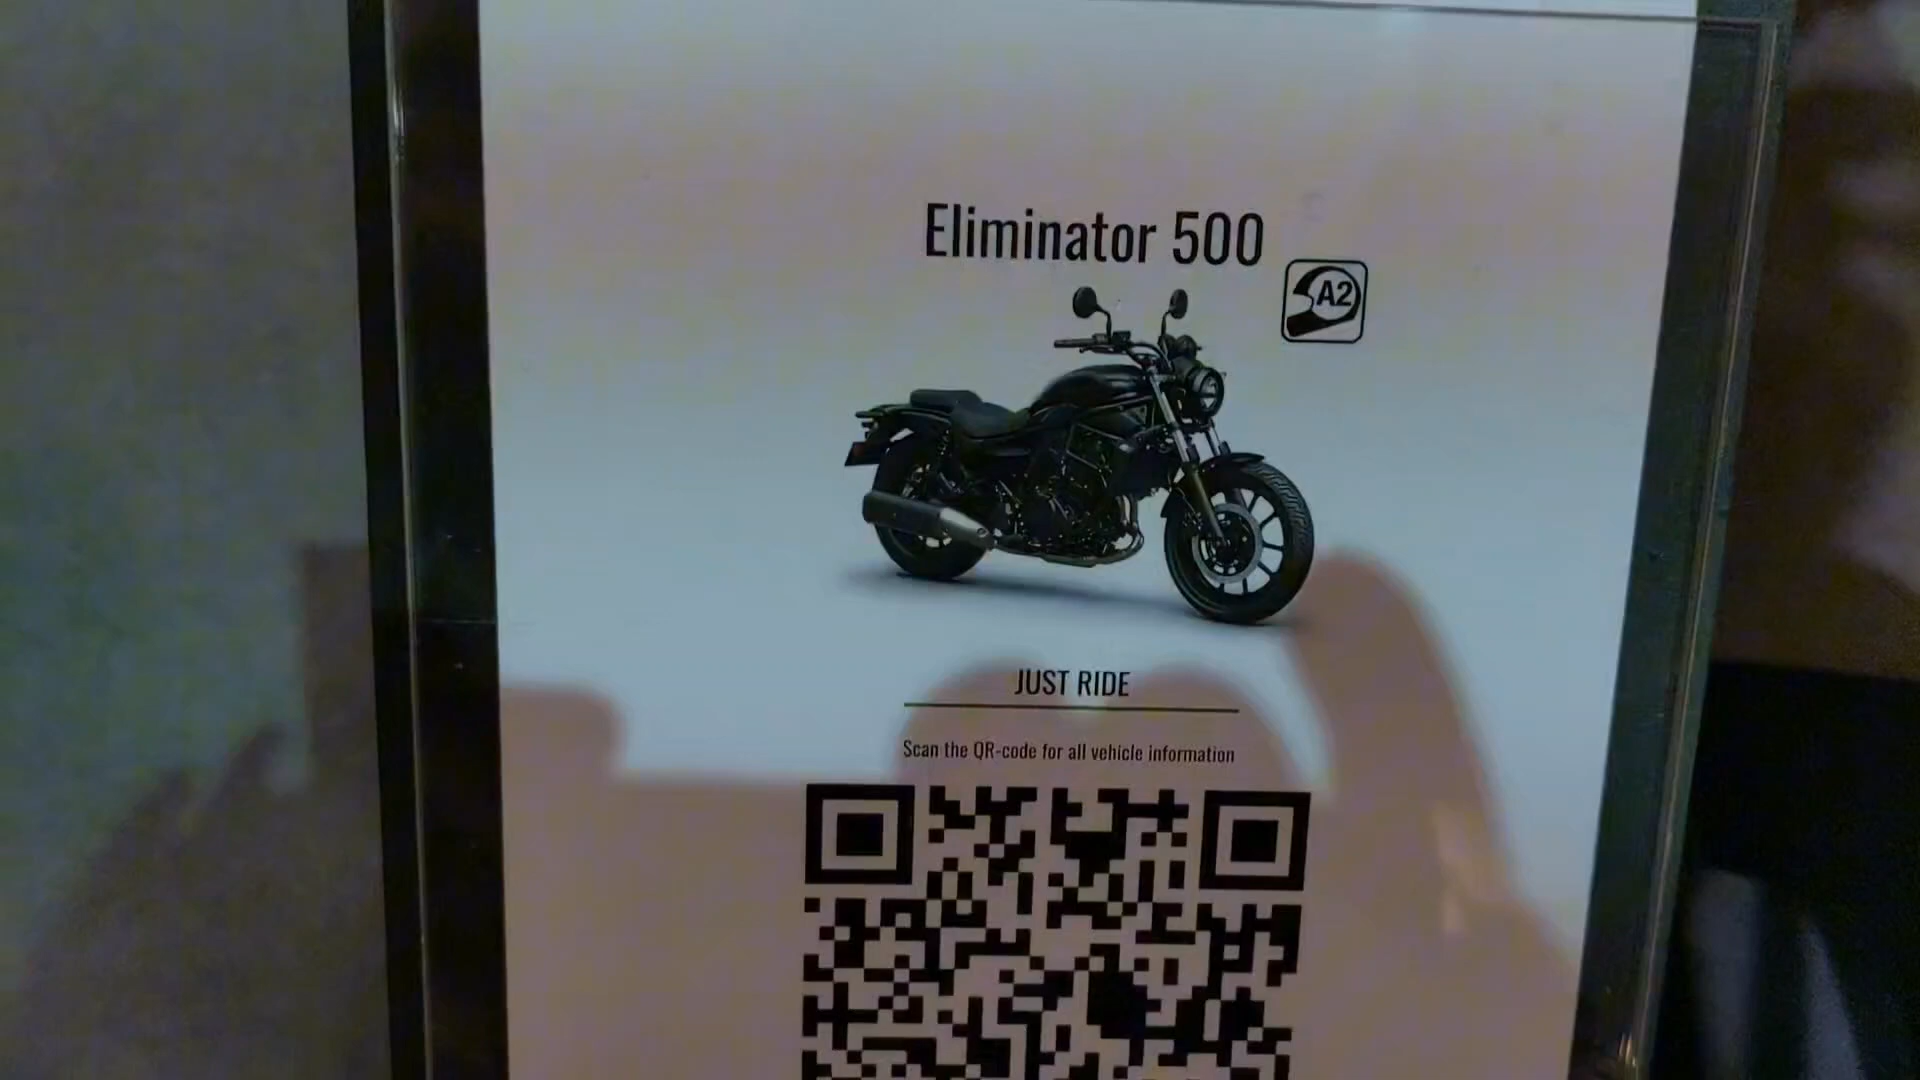 Eliminator 500
A2
JUST RIDE
Scan the QR-code for all vehicle information